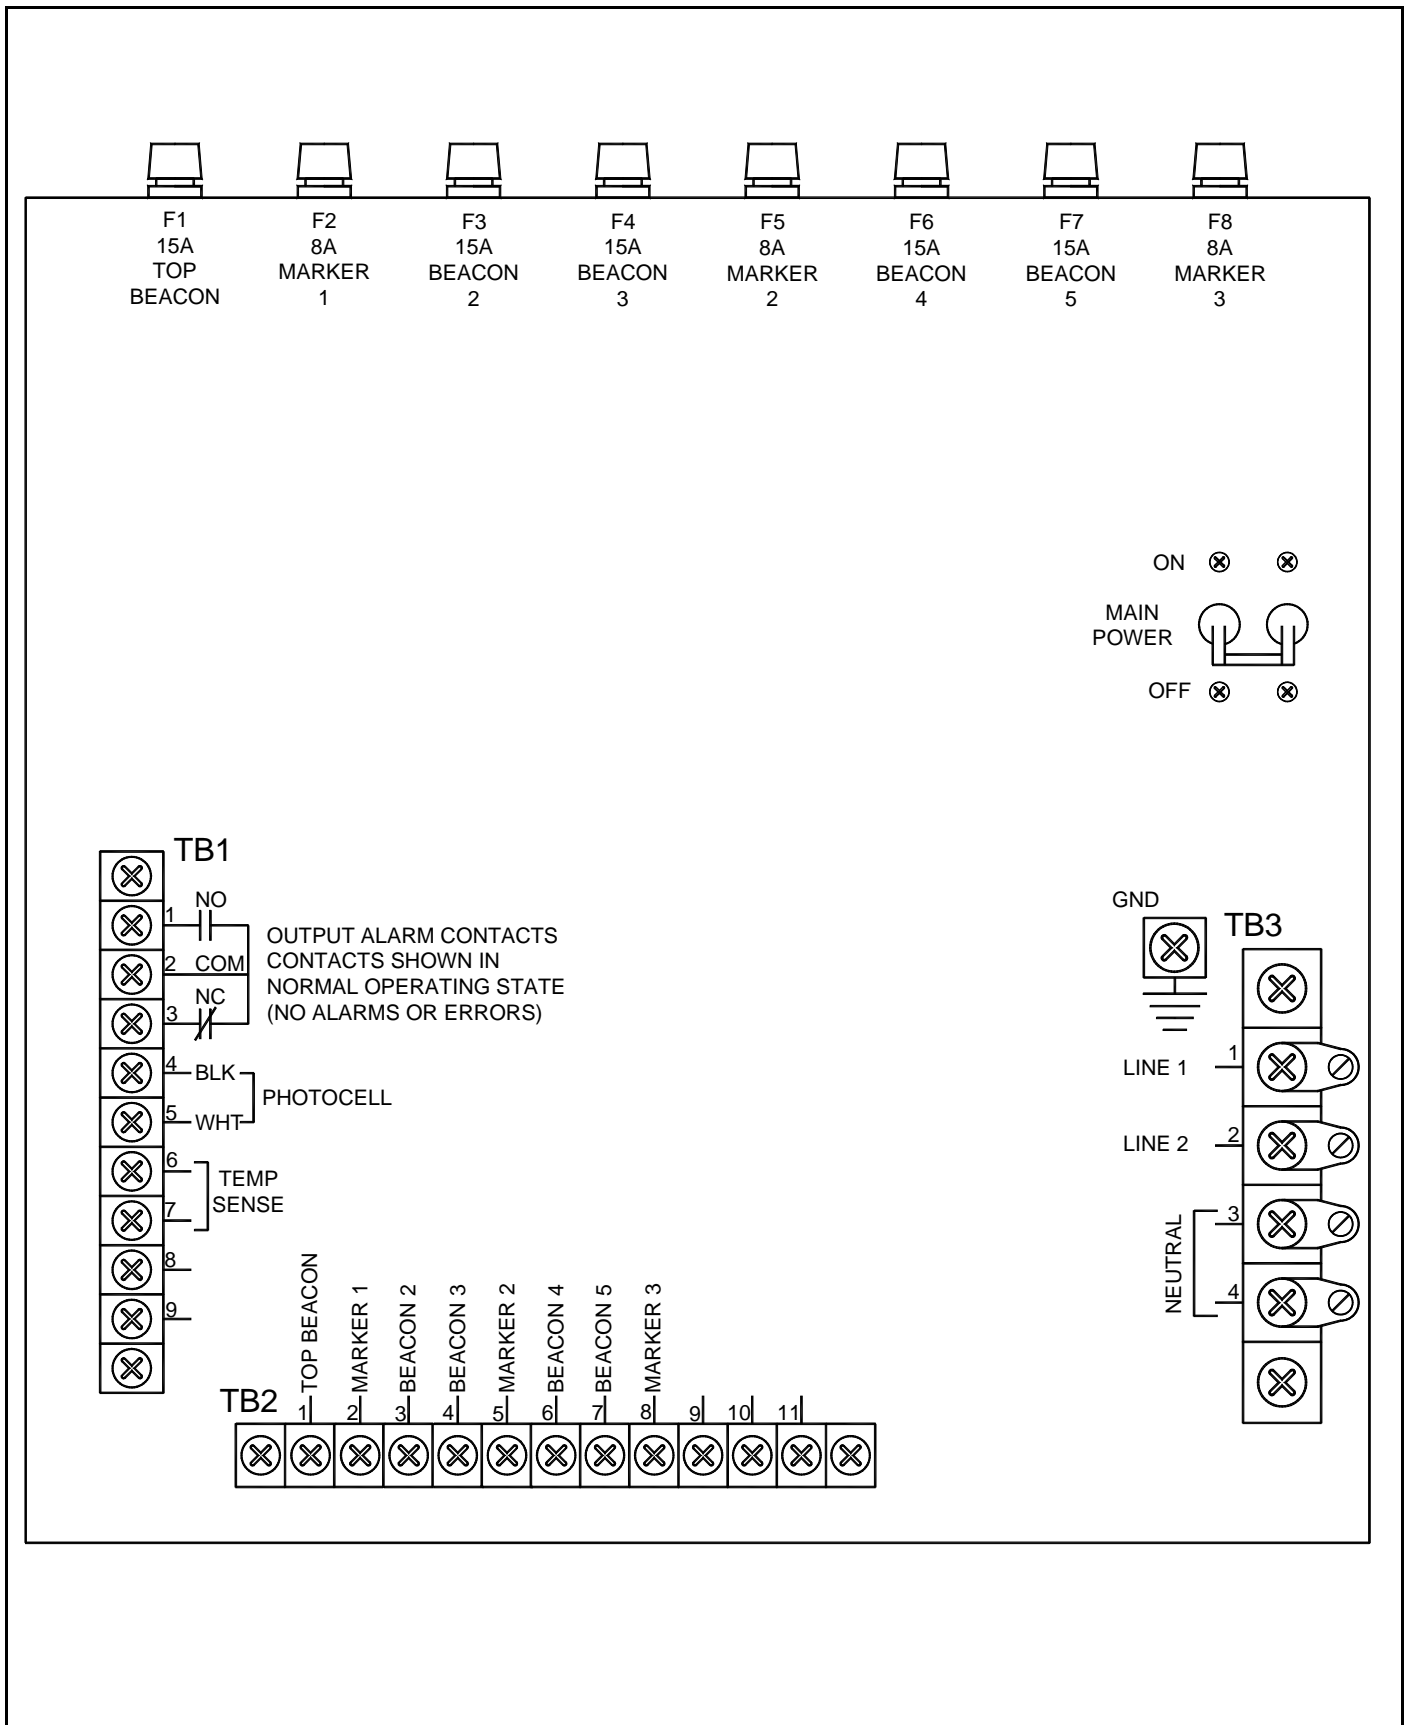 F1
15A
TOP
BEACON
F2
8A
MARKER
1
F3
15A
BEACON
2
F4
15A
BEACON
3
F5
8A
MARKER
2
F6
15A
BEACON
4
F7
15A
BEACON
5
F8
8A
MARKER
3
ON
MAIN
POWER
OFF
TB1
1 NO
2 COM
3 NC
OUTPUT ALARM CONTACTS
CONTACTS SHOWN IN
NORMAL OPERATING STATE
(NO ALARMS OR ERRORS)
4 BLK
5 WHT
PHOTOCELL
6
7
TEMP
SENSE
8
9
GND
TB3
LINE 1 1
LINE 2 2
NEUTRAL
3
4
TB2
1 TOP BEACON
2 MARKER 1
3 BEACON 2
4 BEACON 3
5 MARKER 2
6 BEACON 4
7 BEACON 5
8 MARKER 3
9
10
11